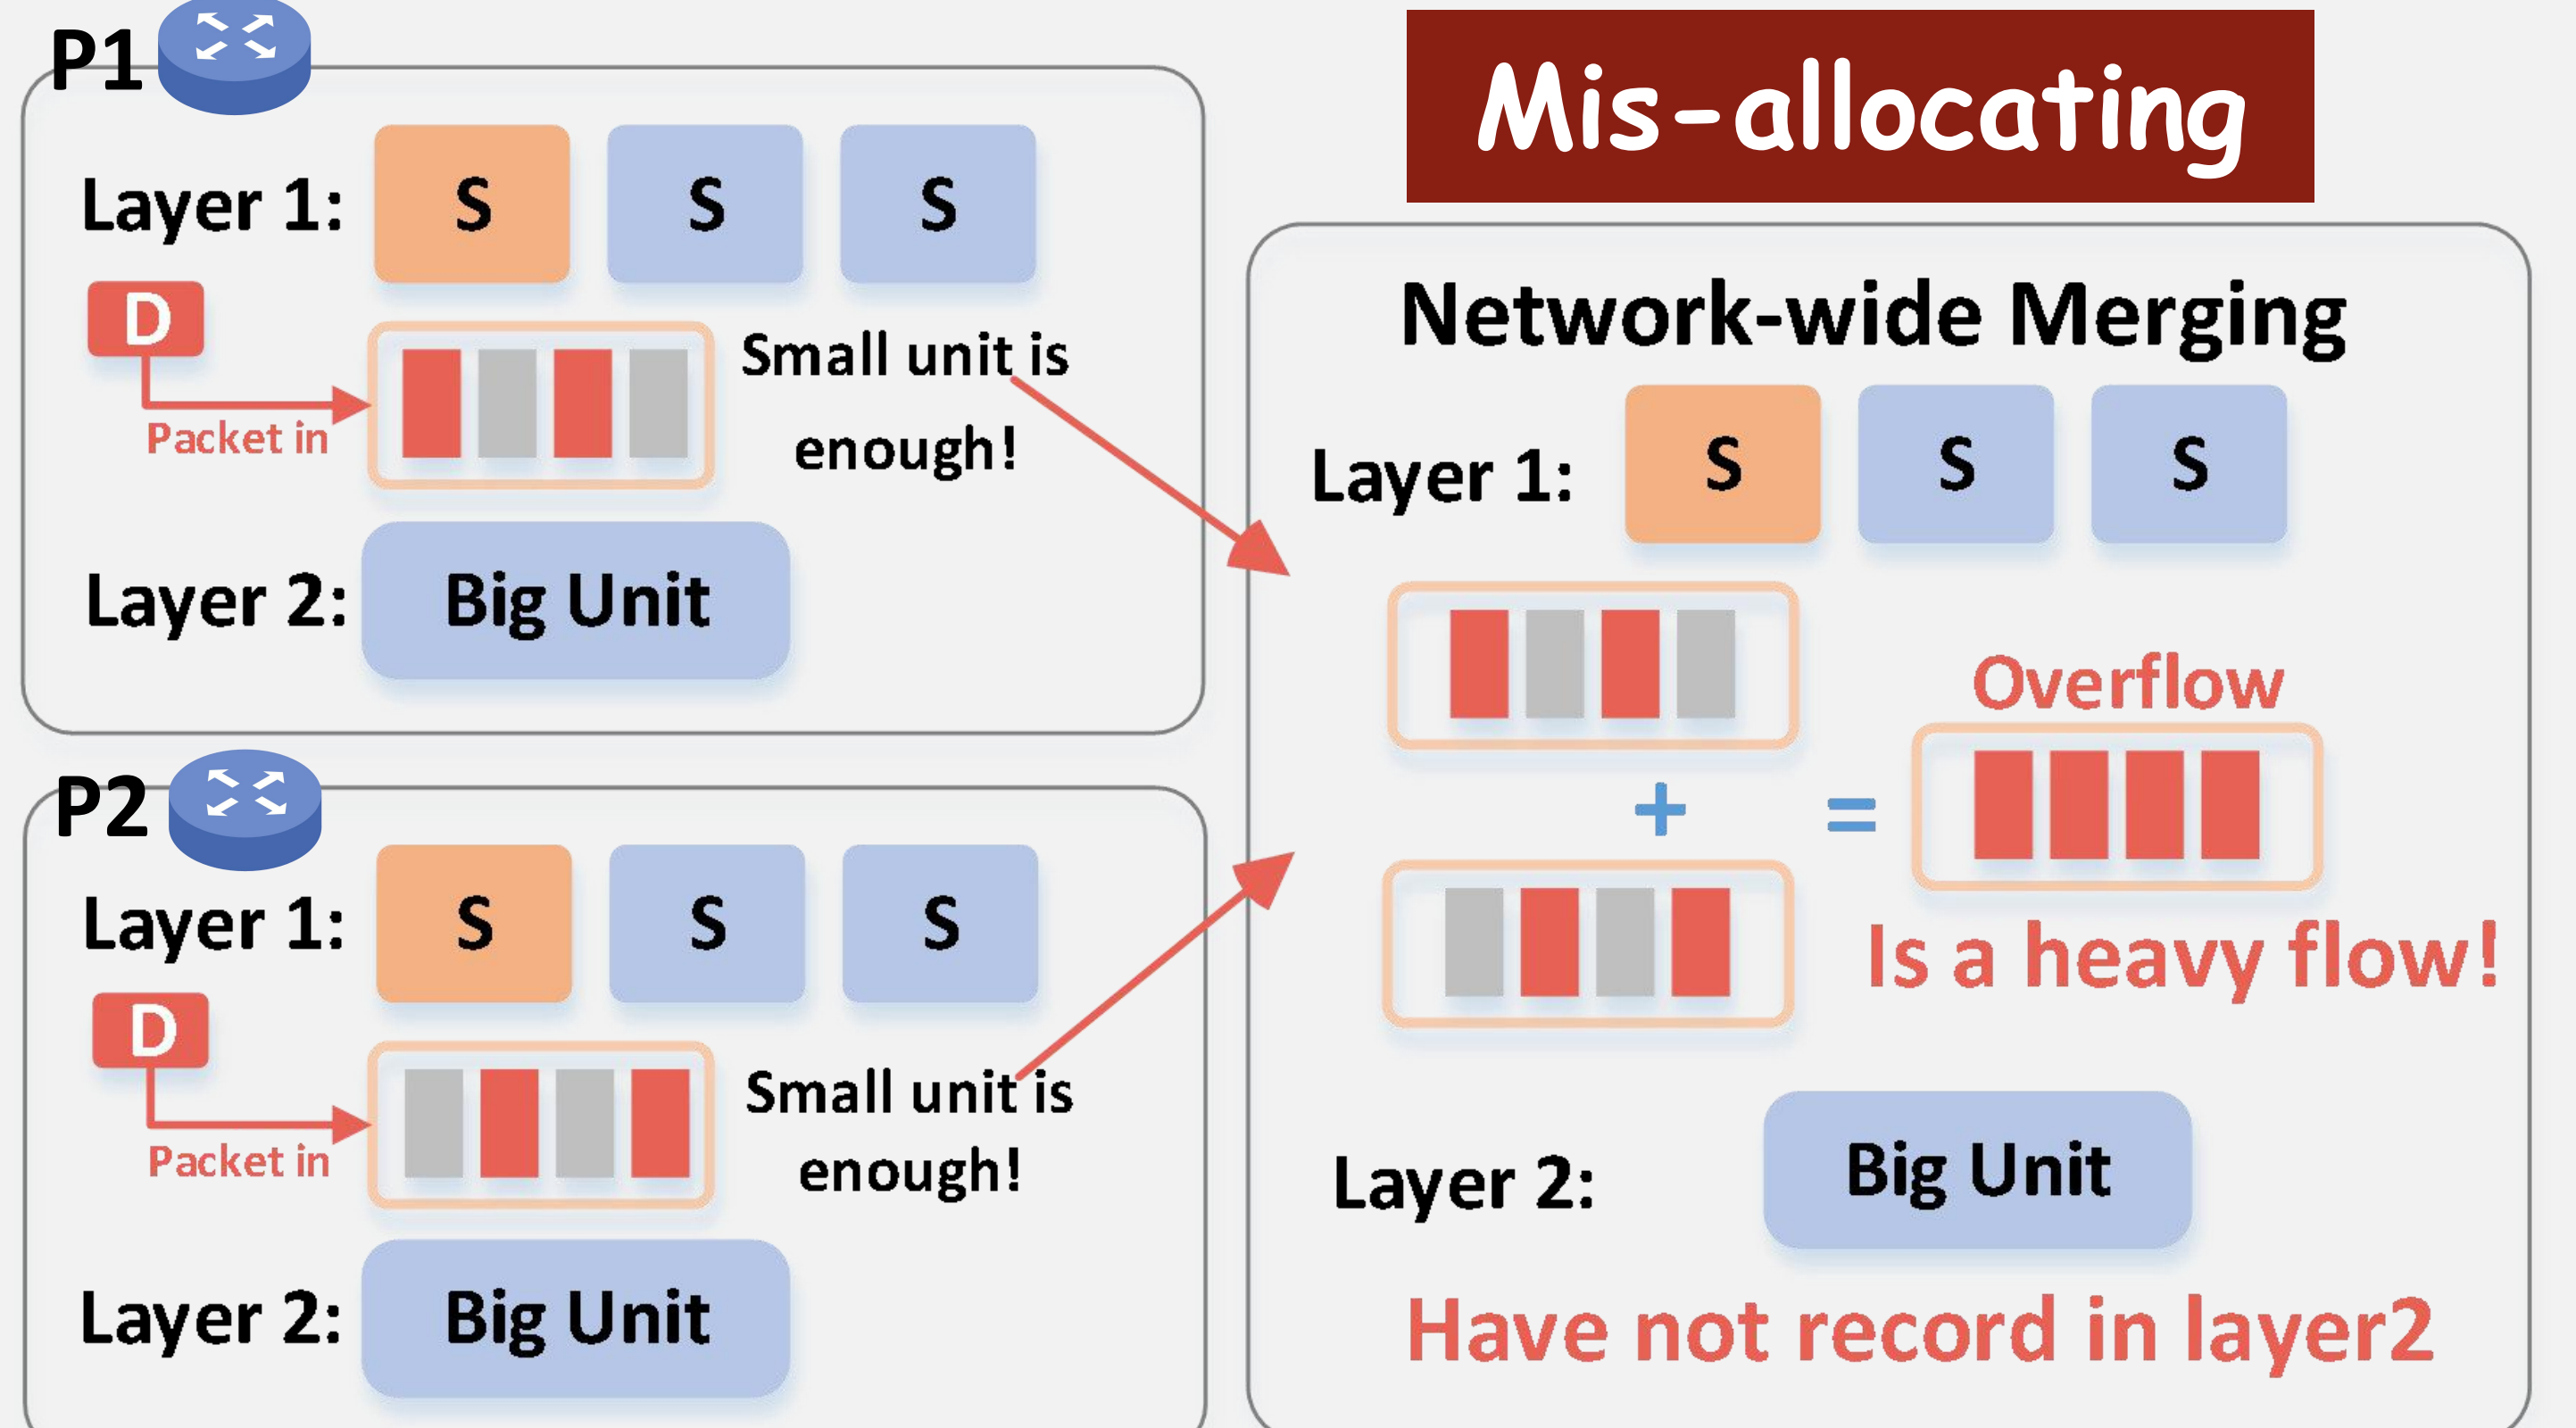 P1
Layer 1:
S
S
S
D
Packet in
Small unit is
enough!
Layer 2:
Big Unit
P2
Layer 1:
S
S
S
D
Packet in
Small unit is
enough!
Layer 2:
Big Unit
Mis-allocating
Network-wide Merging
Layer 1:
S
S
S
+
=
Overflow
Is a heavy flow!
Layer 2:
Big Unit
Have not record in layer2